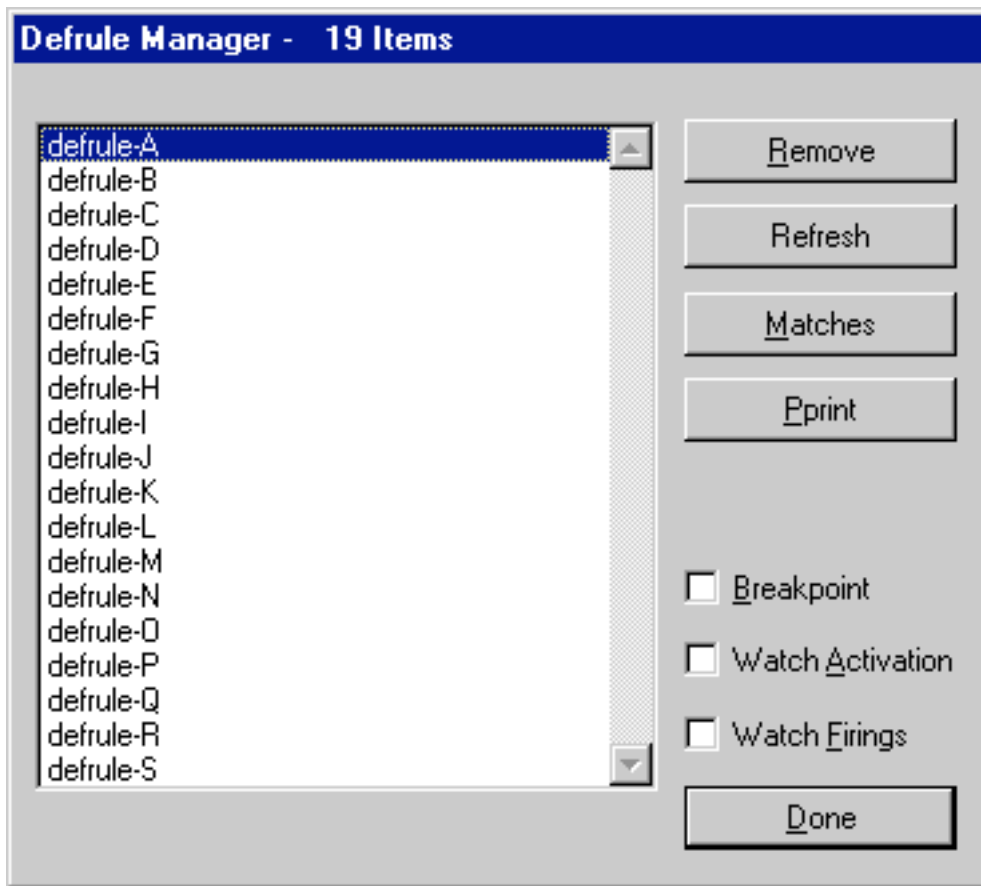 Defrule Manager -   19 Items
defrule-A
defrule-B
defrule-C
defrule-D
defrule-E
defrule-F
defrule-G
defrule-H
defrule-I
defrule-J
defrule-K
defrule-L
defrule-M
defrule-N
defrule-O
defrule-P
defrule-Q
defrule-R
defrule-S
Remove
Refresh
Matches
Pprint
Breakpoint
Watch Activation
Watch Firings
Done